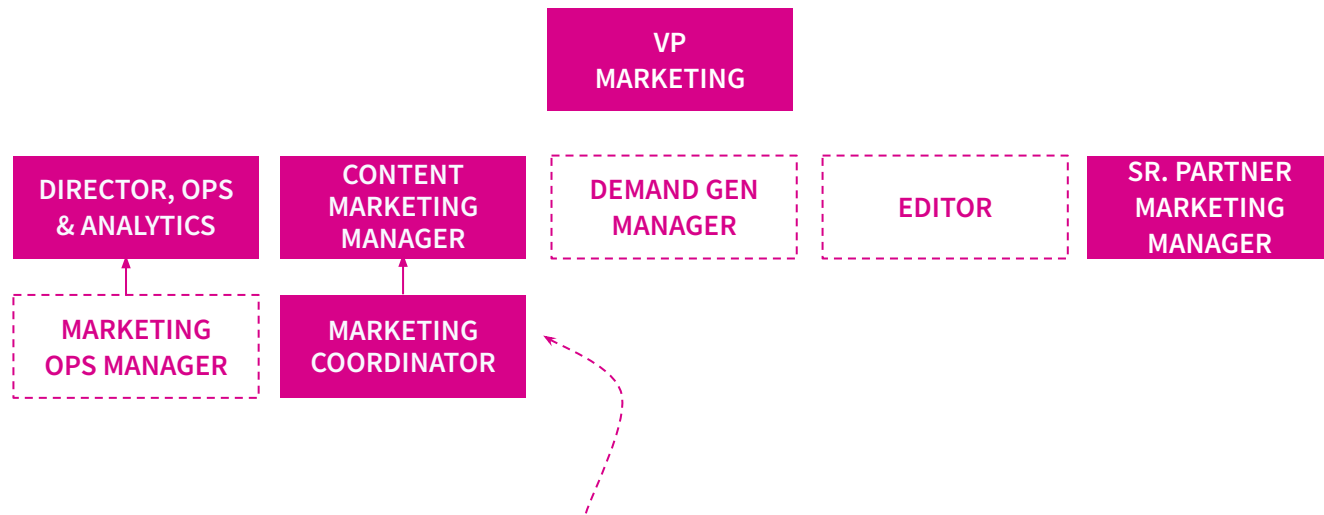 VP
MARKETING
DIRECTOR, OPS
& ANALYTICS
CONTENT
MARKETING
MANAGER
DEMAND GEN
MANAGER
EDITOR
SR. PARTNER
MARKETING
MANAGER
MARKETING
OPS MANAGER
MARKETING
COORDINATOR